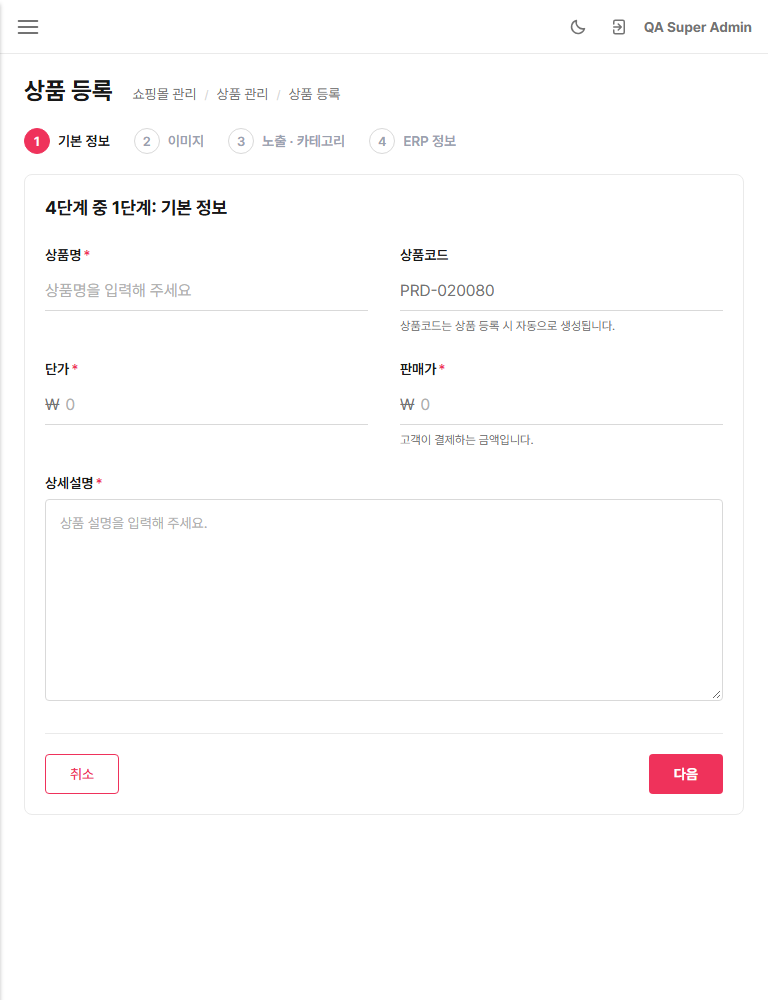 QA Super Admin
상품 등록 쇼핑몰 관리 / 상품 관리 / 상품 등록
1 기본 정보 2 이미지 3 노출 · 카테고리 4 ERP 정보
4단계 중 1단계: 기본 정보
상품명 * 상품코드
상품명을 입력해 주세요 PRD-020080
상품코드는 상품 등록 시 자동으로 생성됩니다.
단가 * 판매가 *
₩ 0 ₩ 0
고객이 결제하는 금액입니다.
상세설명 *
상품 설명을 입력해 주세요.
취소 다음